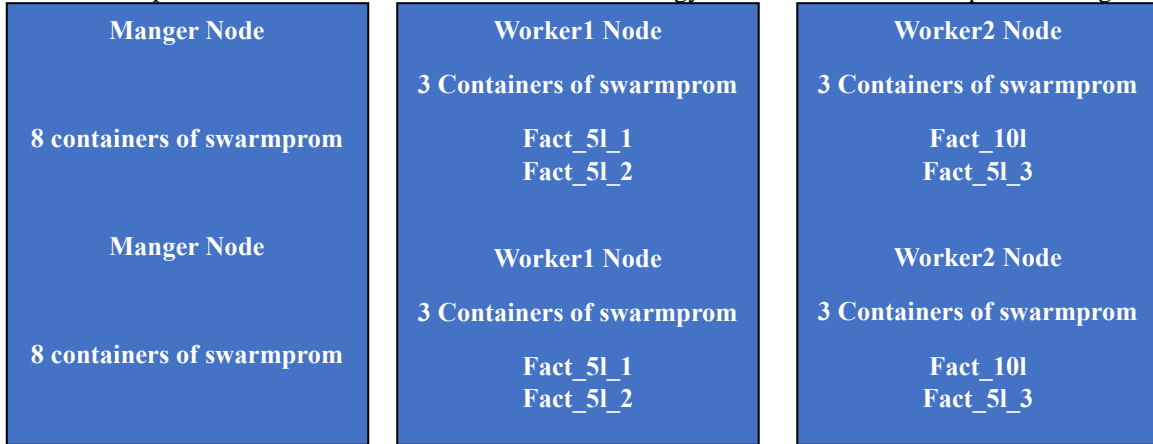 Manger Node
8 containers of swarmprom
Manger Node
8 containers of swarmprom
Worker1 Node
3 Containers of swarmprom
Fact_5l_1
Fact_5l_2
Worker1 Node
3 Containers of swarmprom
Fact_5l_1
Fact_5l_2
Worker2 Node
3 Containers of swarmprom
Fact_10l
Fact_5l_3
Worker2 Node
3 Containers of swarmprom
Fact_10l
Fact_5l_3